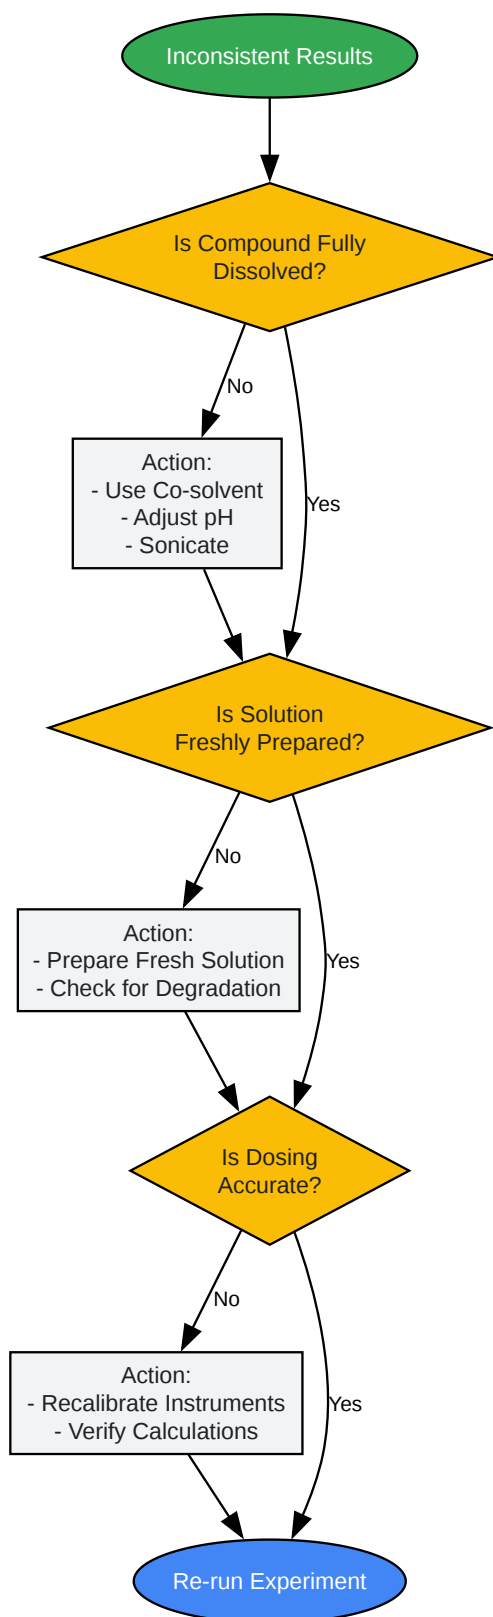 Inconsistent Results
Is Compound Fully
Dissolved?
No
Action:
- Use Co-solvent
- Adjust pH
- Sonicate
Yes
Is Solution
Freshly Prepared?
No
Action:
- Prepare Fresh Solution
- Check for Degradation
Yes
Is Dosing
Accurate?
No
Action:
- Recalibrate Instruments
- Verify Calculations
Yes
Re-run Experiment